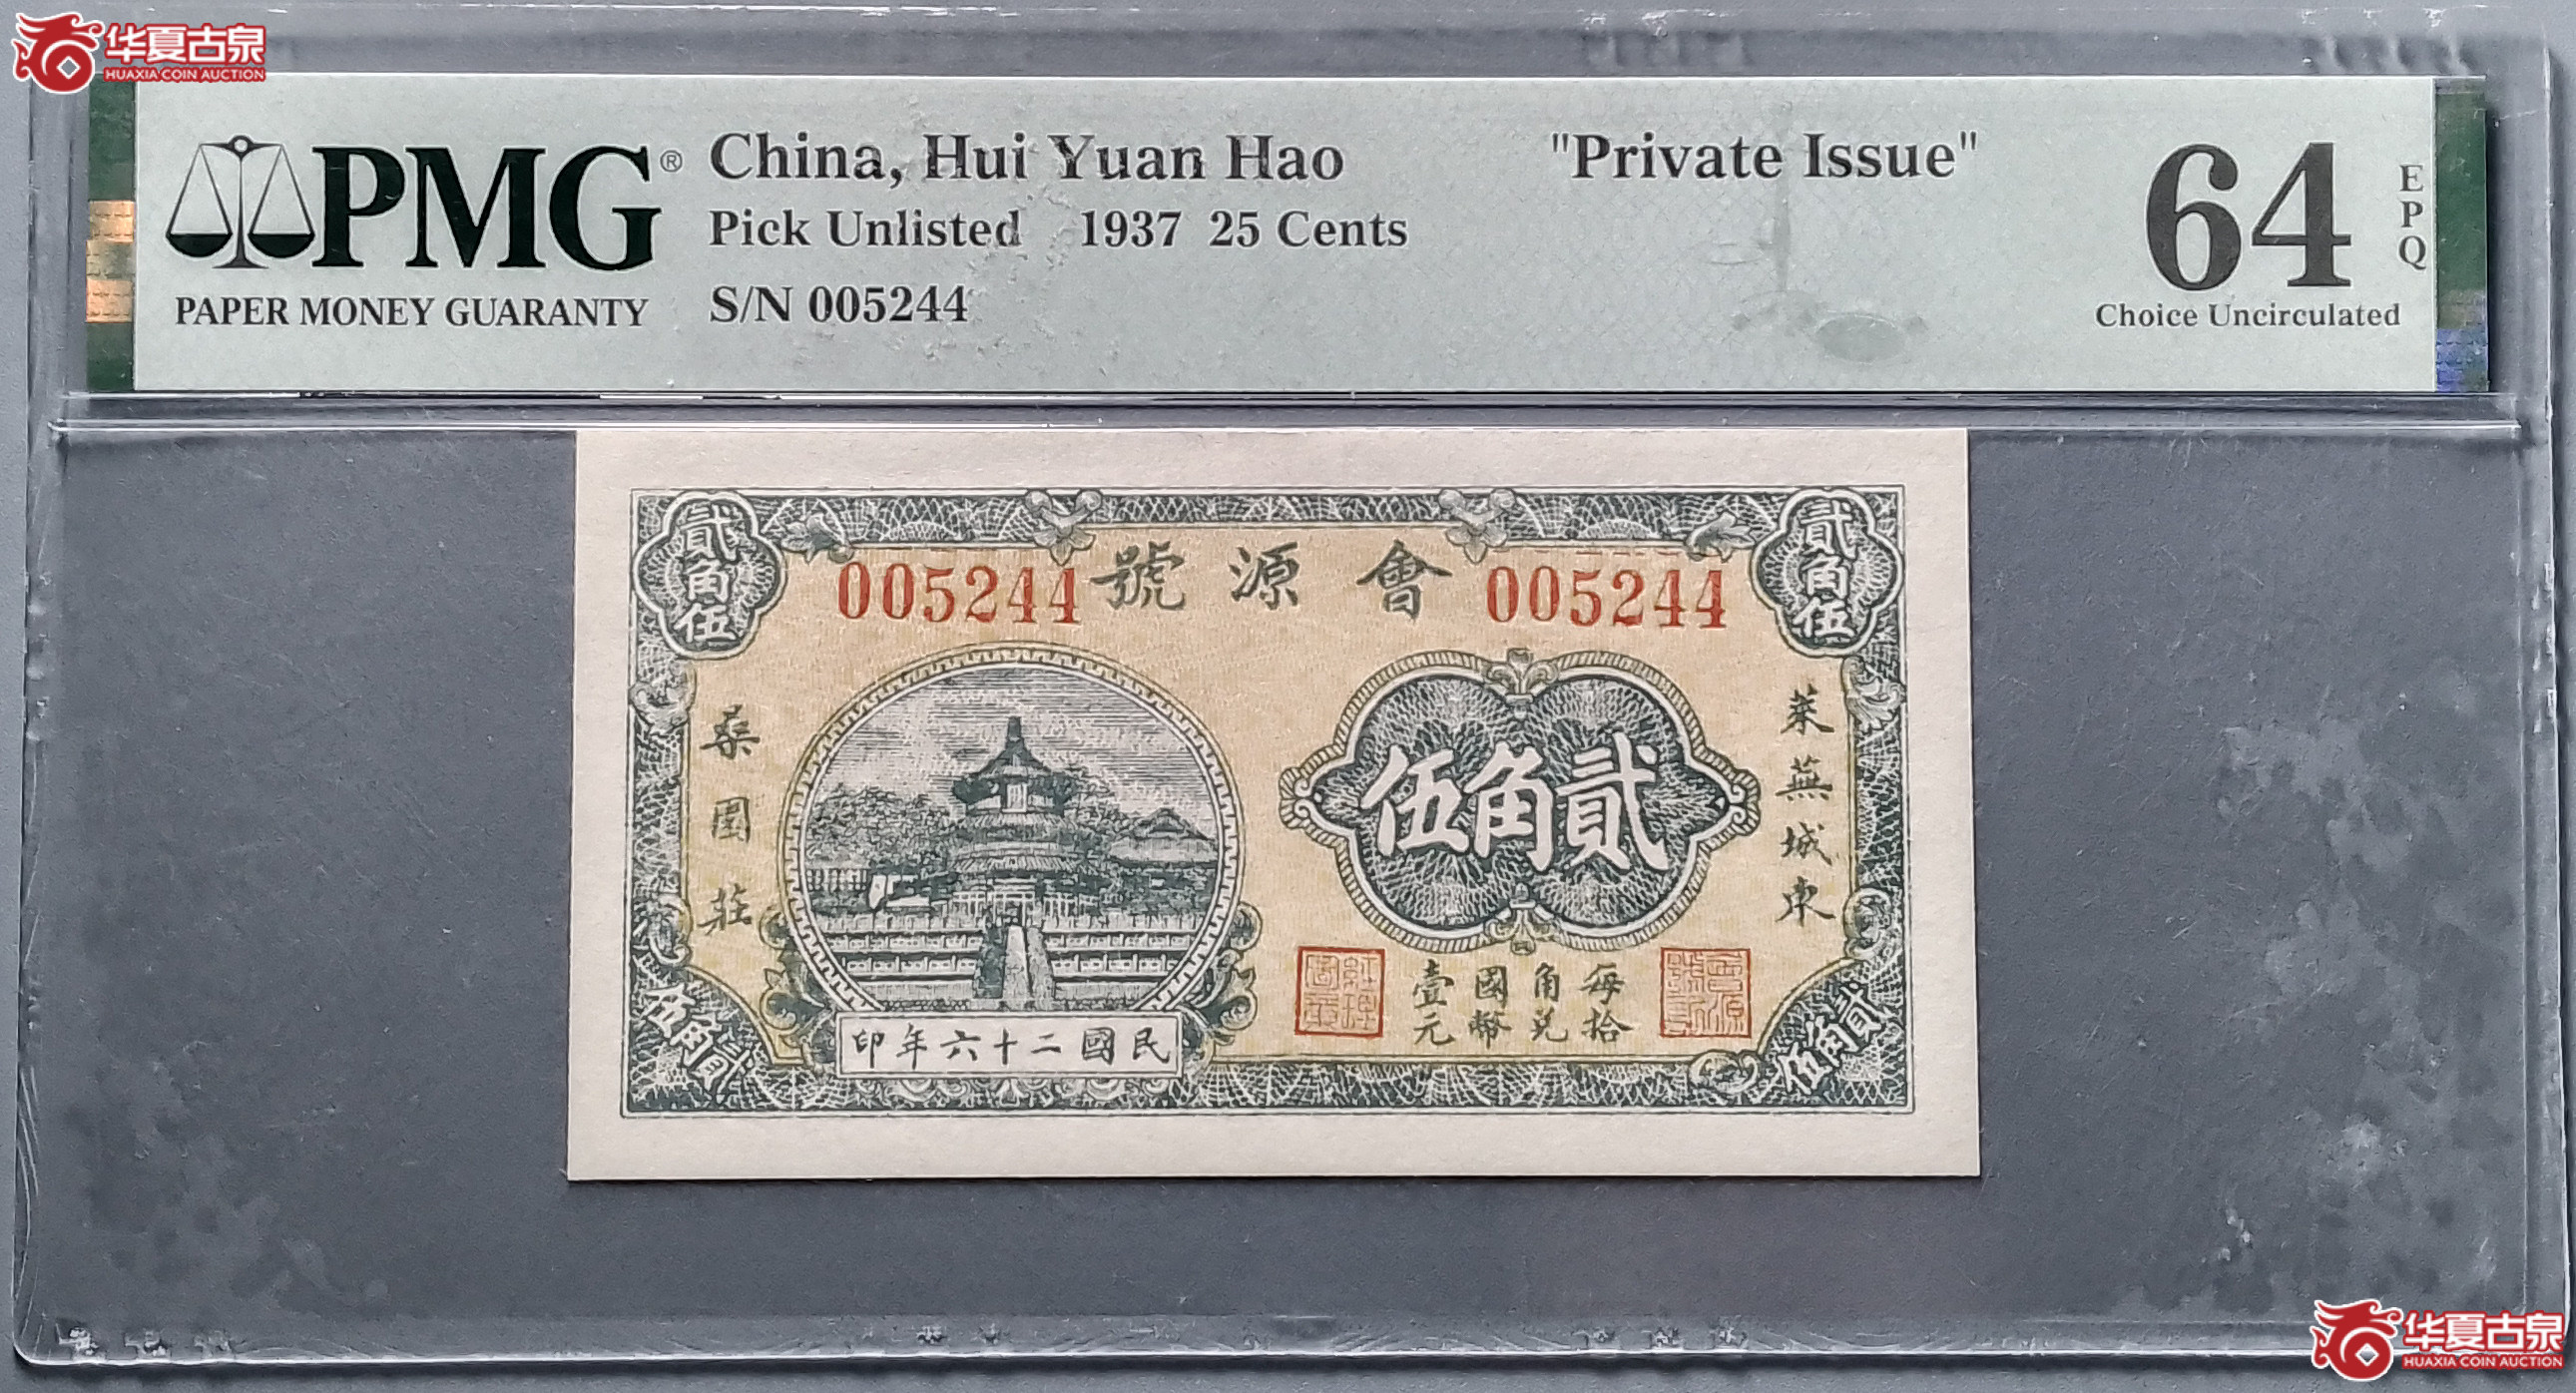 华夏古泉
HUAXIA COIN AUCTION
PMG®
PAPER MONEY GUARANTY
China, Hui Yuan Hao
"Private Issue"
Pick Unlisted 1937 25 Cents
S/N 005244
64
EPQ
Choice Uncirculated
貳角伍
貳角伍
005244
會源號
005244
萊蕪城東
桑園莊
貳角伍
每拾
角兑
國幣
壹元
民國二十六年印
貳角伍
貳角伍
华夏古泉
HUAXIA COIN AUCTION